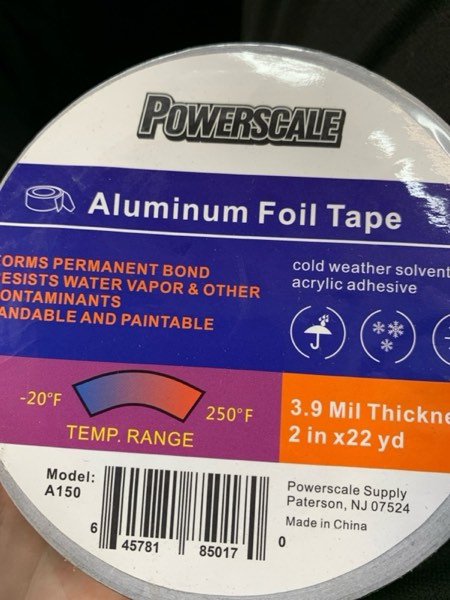 POWERSCALE
Aluminum Foil Tape
ORMS PERMANENT BOND
ESISTS WATER VAPOR & OTHER
ONTAMINANTS
ANDABLE AND PAINTABLE
cold weather solvent
acrylic adhesive
-20°F
250°F
TEMP. RANGE
3.9 Mil Thickne
2 in x22 yd
Model:
A150
6 45781 85017 0
Powerscale Supply
Paterson, NJ 07524
Made in China